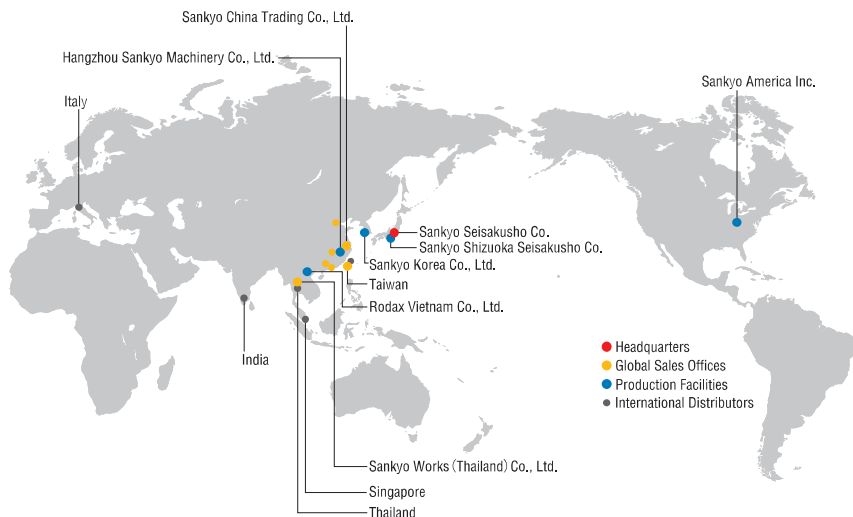 Sankyo China Trading Co., Ltd.
Hangzhou Sankyo Machinery Co., Ltd.
Sankyo America Inc.
Italy
Sankyo Seisakusho Co.
Sankyo Shizuoka Seisakusho Co.
Sankyo Korea Co., Ltd.
Taiwan
Rodax Vietnam Co., Ltd.
India
Headquarters
Global Sales Offices
Production Facilities
International Distributors
Sankyo Works (Thailand) Co., Ltd.
Singapore
Thailand